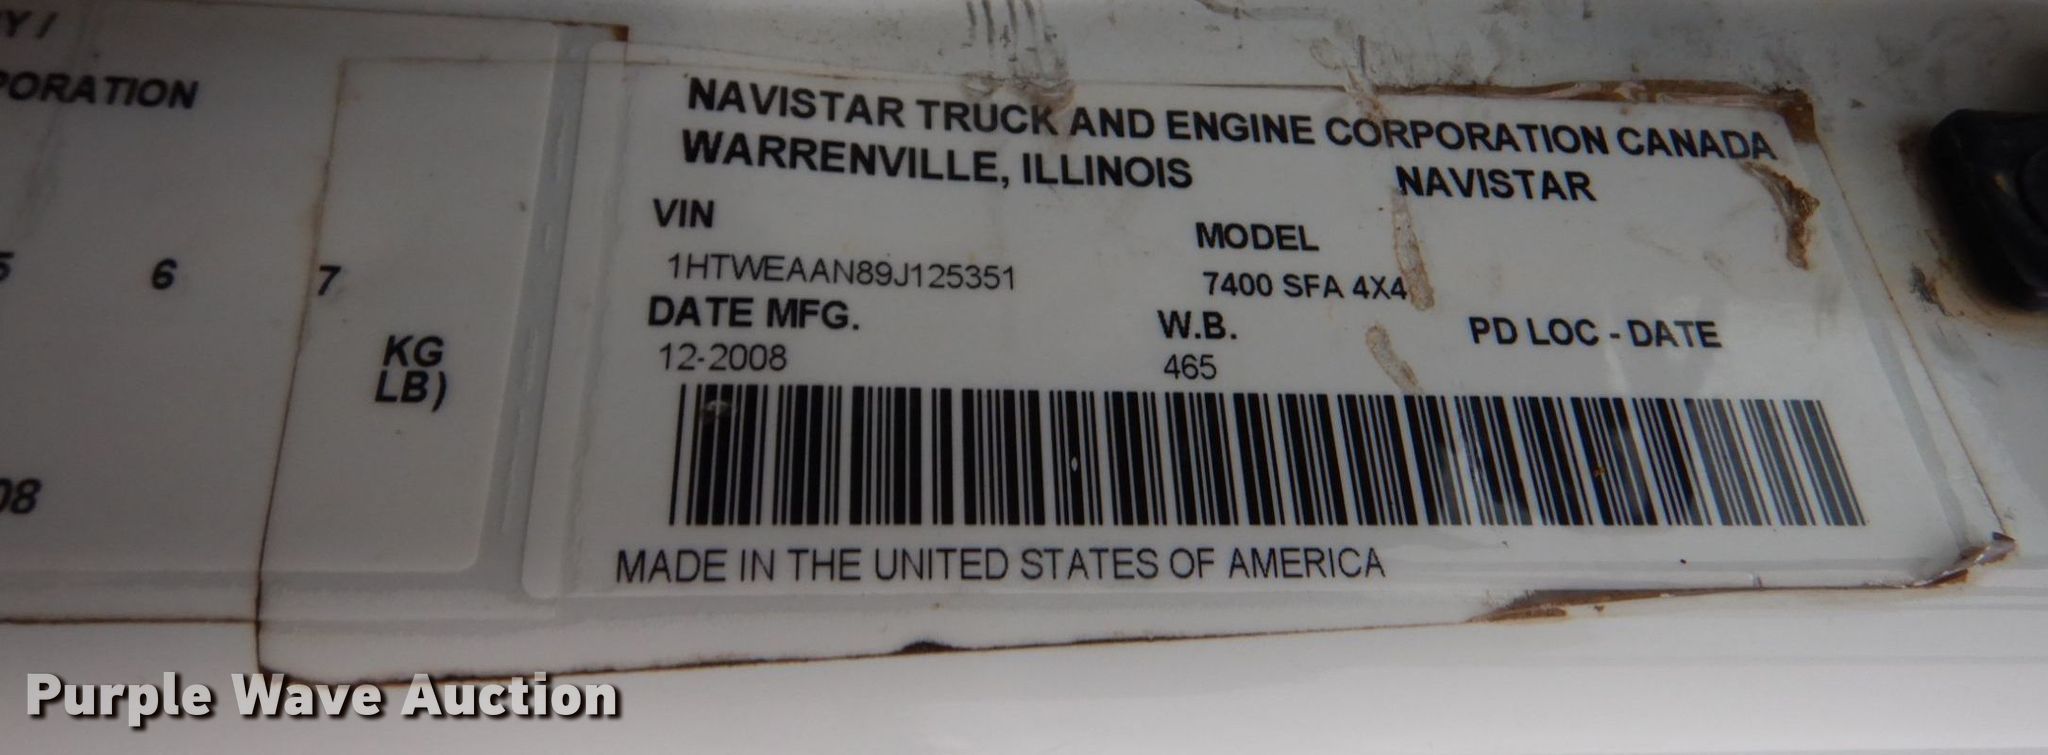 Y /
PORATION
5 6 7
KG
LB)
08
NAVISTAR TRUCK AND ENGINE CORPORATION CANADA
WARRENVILLE, ILLINOIS NAVISTAR
VIN MODEL
1HTWEAAN89J125351 7400 SFA 4X4
DATE MFG. W.B. PD LOC - DATE
12-2008 465
MADE IN THE UNITED STATES OF AMERICA
Purple Wave Auction